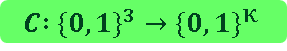 C: {0, 1}³ → {0, 1}ᴷ